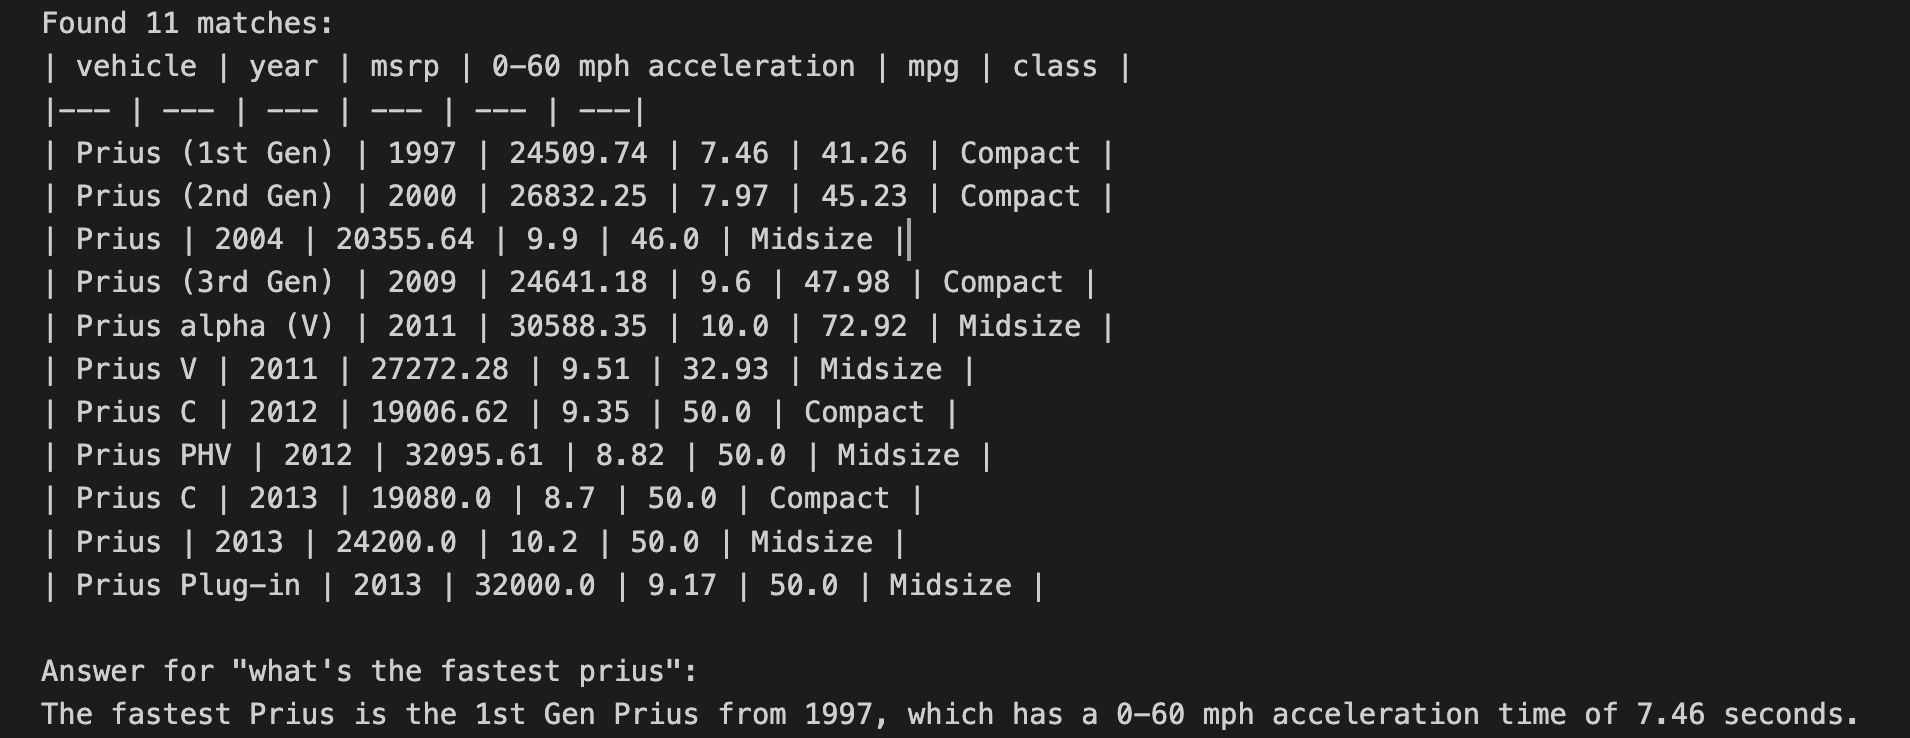 Found 11 matches:
| vehicle | year | msrp | 0-60 mph acceleration | mpg | class |
|--- | --- | --- | --- | --- | ---|
| Prius (1st Gen) | 1997 | 24509.74 | 7.46 | 41.26 | Compact |
| Prius (2nd Gen) | 2000 | 26832.25 | 7.97 | 45.23 | Compact |
| Prius | 2004 | 20355.64 | 9.9 | 46.0 | Midsize |
| Prius (3rd Gen) | 2009 | 24641.18 | 9.6 | 47.98 | Compact |
| Prius alpha (V) | 2011 | 30588.35 | 10.0 | 72.92 | Midsize |
| Prius V | 2011 | 27272.28 | 9.51 | 32.93 | Midsize |
| Prius C | 2012 | 19006.62 | 9.35 | 50.0 | Compact |
| Prius PHV | 2012 | 32095.61 | 8.82 | 50.0 | Midsize |
| Prius C | 2013 | 19080.0 | 8.7 | 50.0 | Compact |
| Prius | 2013 | 24200.0 | 10.2 | 50.0 | Midsize |
| Prius Plug-in | 2013 | 32000.0 | 9.17 | 50.0 | Midsize |
Answer for "what's the fastest prius":
The fastest Prius is the 1st Gen Prius from 1997, which has a 0-60 mph acceleration time of 7.46 seconds.